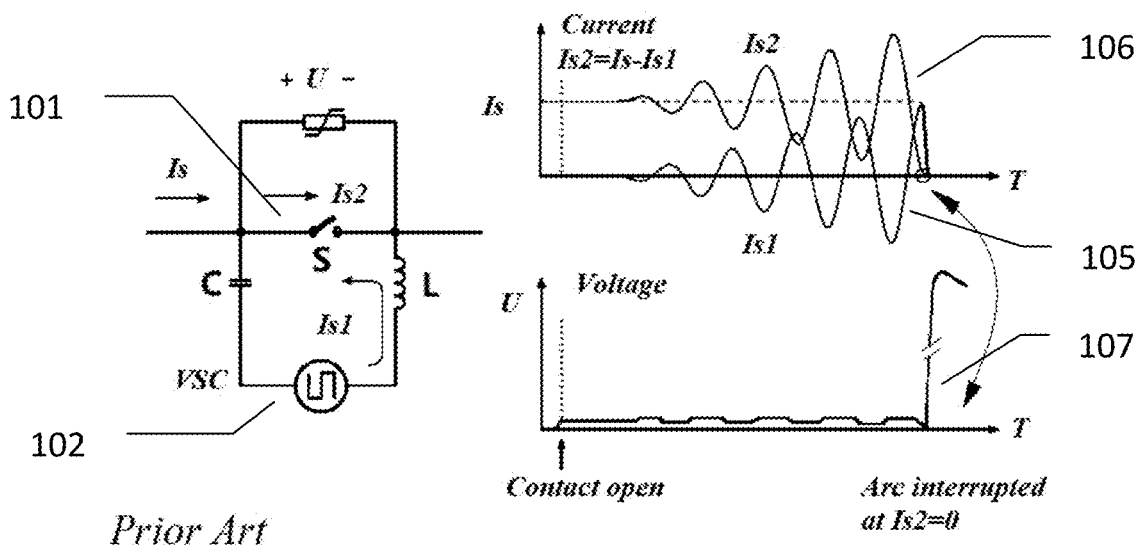 101
+ U -
Is
Is2
S
C
L
Is1
VSC
102
Prior Art
Current
Is2=Is-Is1
Is2
106
Is
T
Is1
105
Voltage
U
107
T
Contact open
Arc interrupted
at Is2=0